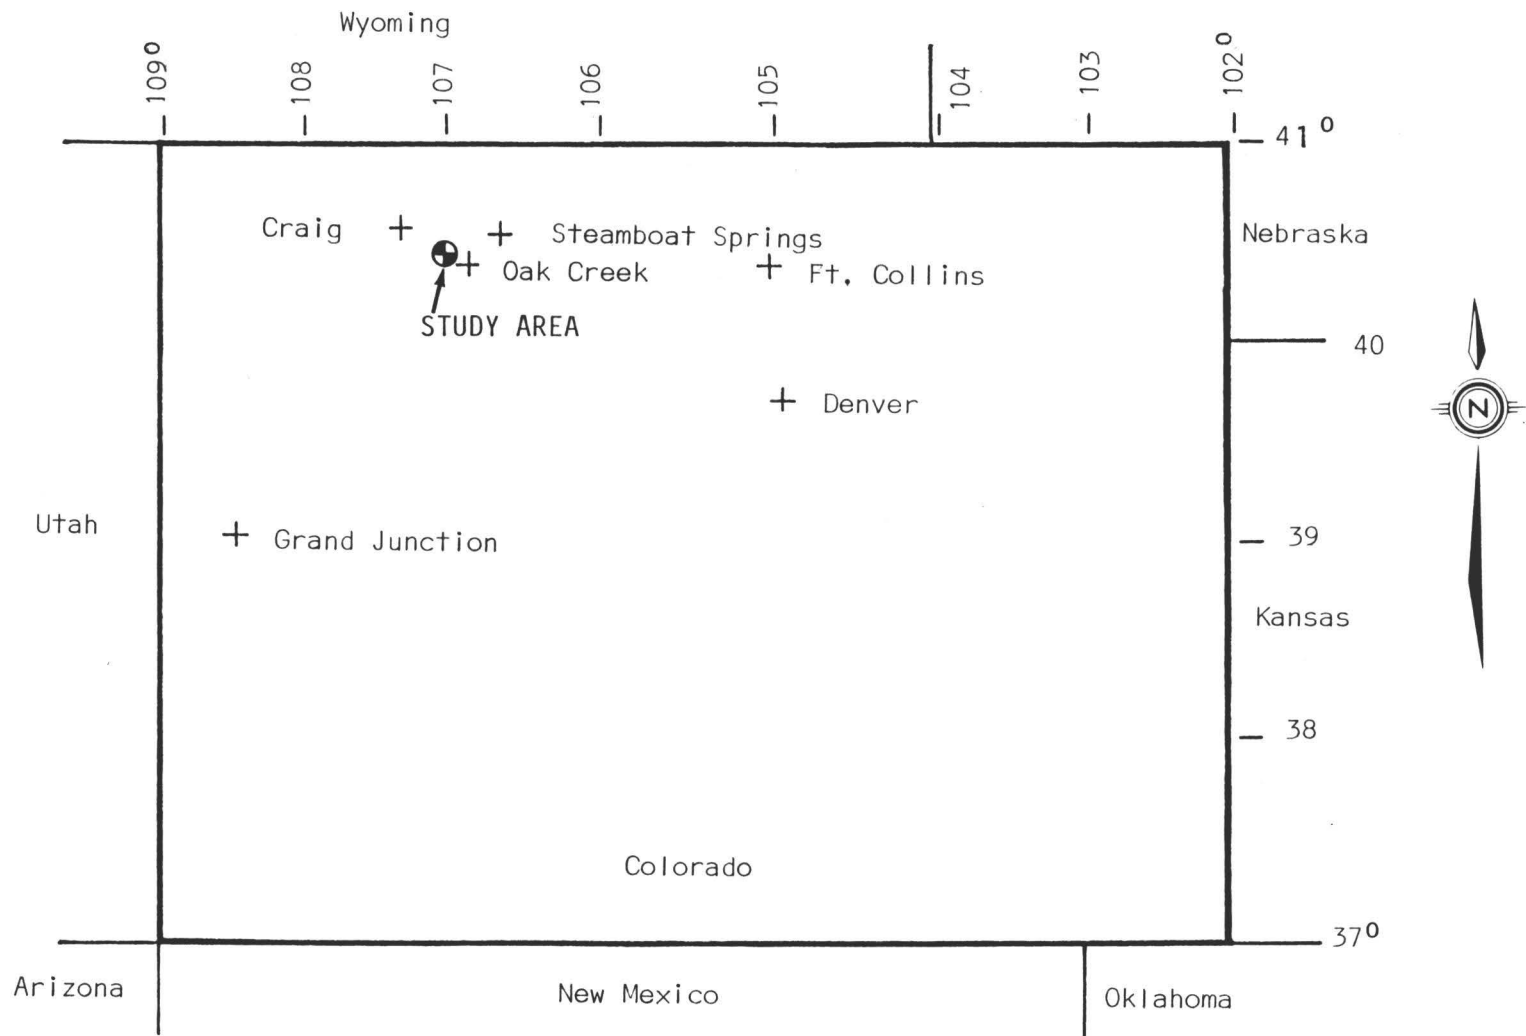 Wyoming
109°
108
107
106
105
104
103
102°
41°
Craig
Steamboat Springs
Nebraska
Oak Creek
Ft. Collins
STUDY AREA
40
Denver
N
Utah
Grand Junction
39
Kansas
38
Colorado
37°
Arizona
New Mexico
Oklahoma